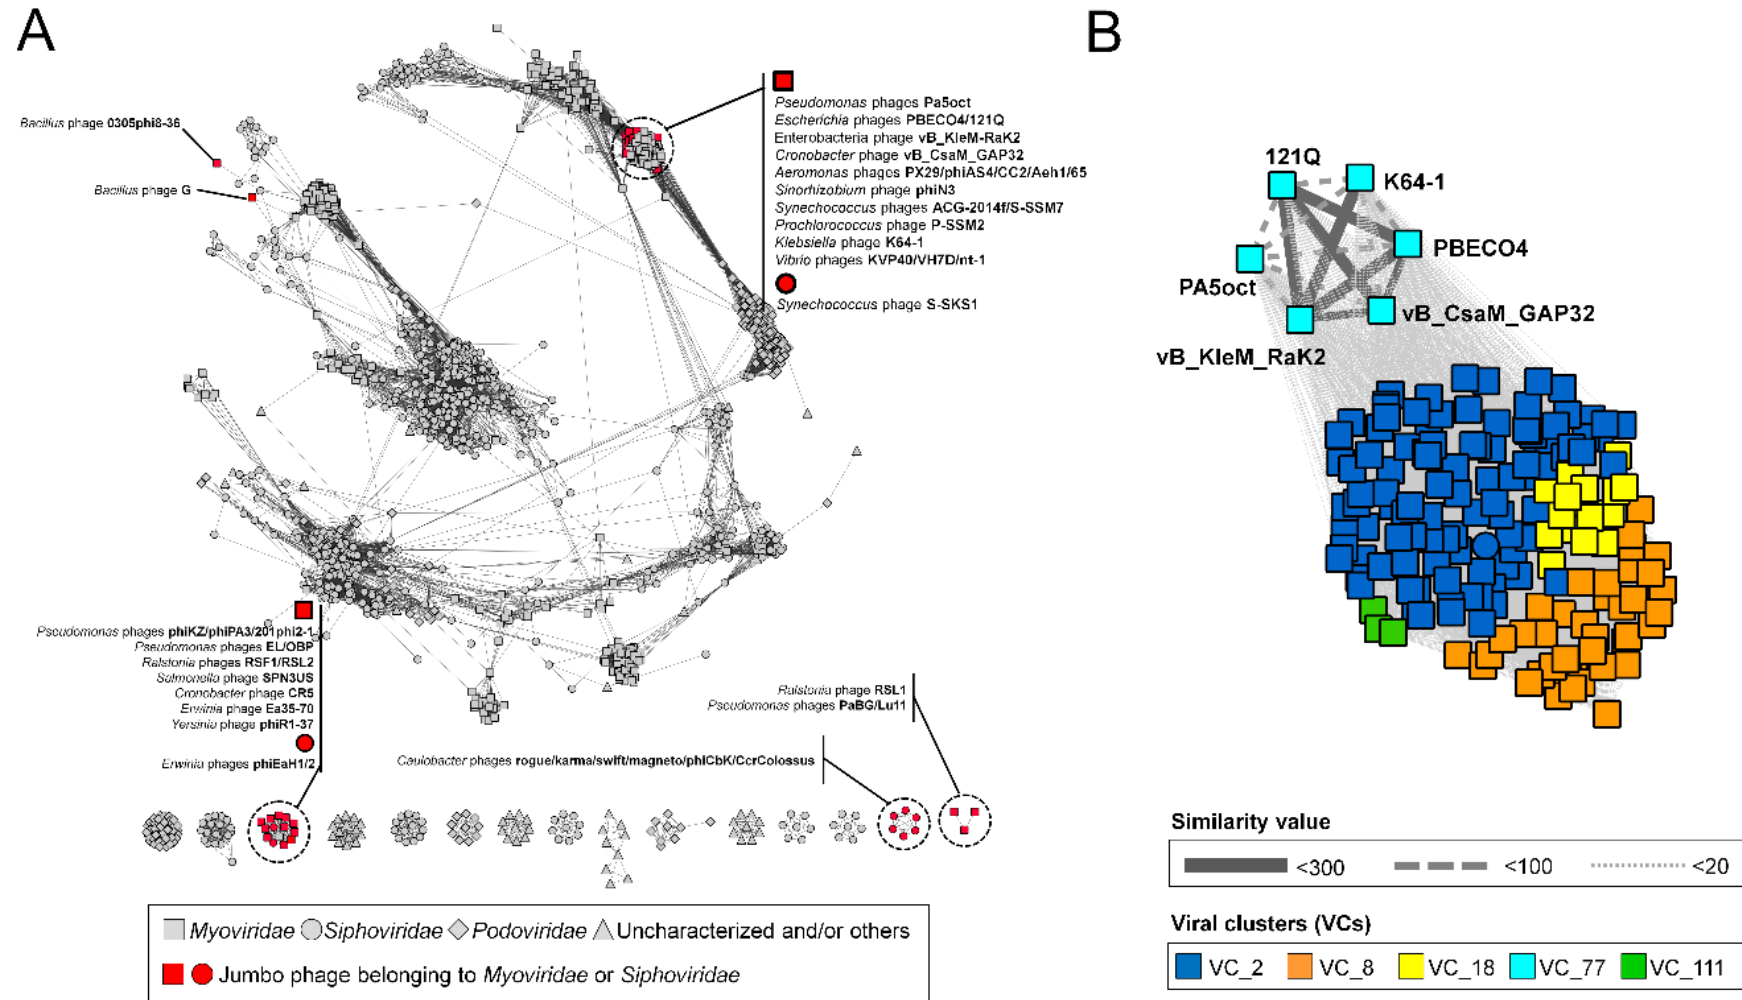 A
B
Bacillus phage 0305phi8-36
Bacillus phage G
Pseudomonas phages Pa5oct
Escherichia phages PBECO4/121Q
Enterobacteria phage vB_KleM-RaK2
Cronobacter phage vB_CsaM_GAP32
Aeromonas phages PX29/phiAS4/CC2/Aeh1/65
Sinorhizobium phage phiN3
Synechococcus phages ACG-2014f/S-SSM7
Prochlorococcus phage P-SSM2
Klebsiella phage K64-1
Vibrio phages KVP40/VH7D/nt-1
Synechococcus phage S-SKS1
Pseudomonas phages phiKZ/phiPA3/201phi2-1
Pseudomonas phages EL/OBP
Ralstonia phages RSF1/RSL2
Salmonella phage SPN3US
Cronobacter phage CR5
Erwinia phage Ea35-70
Yersinia phage phiR1-37
Erwinia phages phiEaH1/2
Ralstonia phage RSL1
Pseudomonas phages PaBG/Lu11
Caulobacter phages rogue/karma/swift/magneto/phiCbK/CcrColossus
Myoviridae Siphoviridae Podoviridae Uncharacterized and/or others
Jumbo phage belonging to Myoviridae or Siphoviridae
121Q
K64-1
PBECO4
PA5oct
vB_CsaM_GAP32
vB_KleM_RaK2
Similarity value
<300 <100 <20
Viral clusters (VCs)
VC_2 VC_8 VC_18 VC_77 VC_111